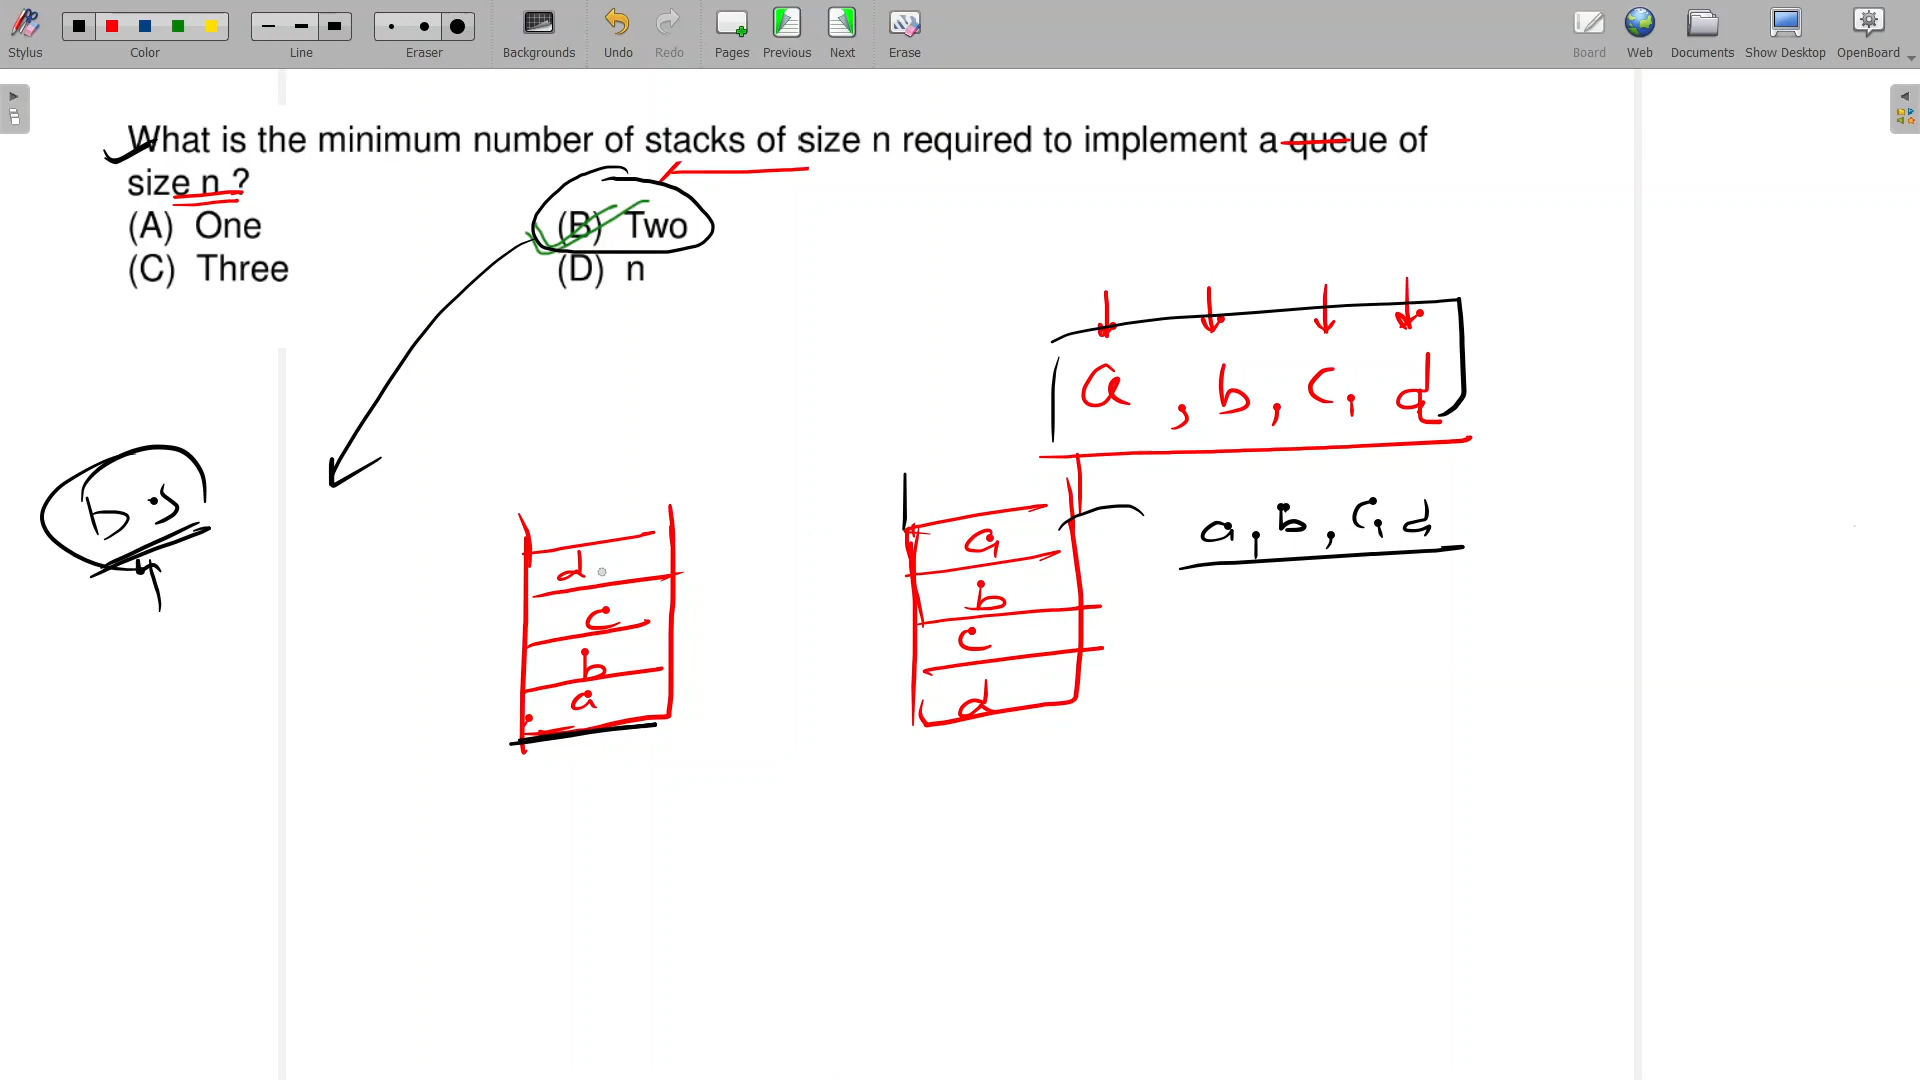 Stylus
Color
Line
Eraser
Backgrounds
Undo
Redo
Pages
Previous
Next
Erase
Board
Web
Documents
Show Desktop
OpenBoard
What is the minimum number of stacks of size n required to implement a queue of
size n ?
(A) One
(B) Two
(C) Three
(D) n
a , b , c , d
a , b , c , d
d
c
b
a
a
b
c
d